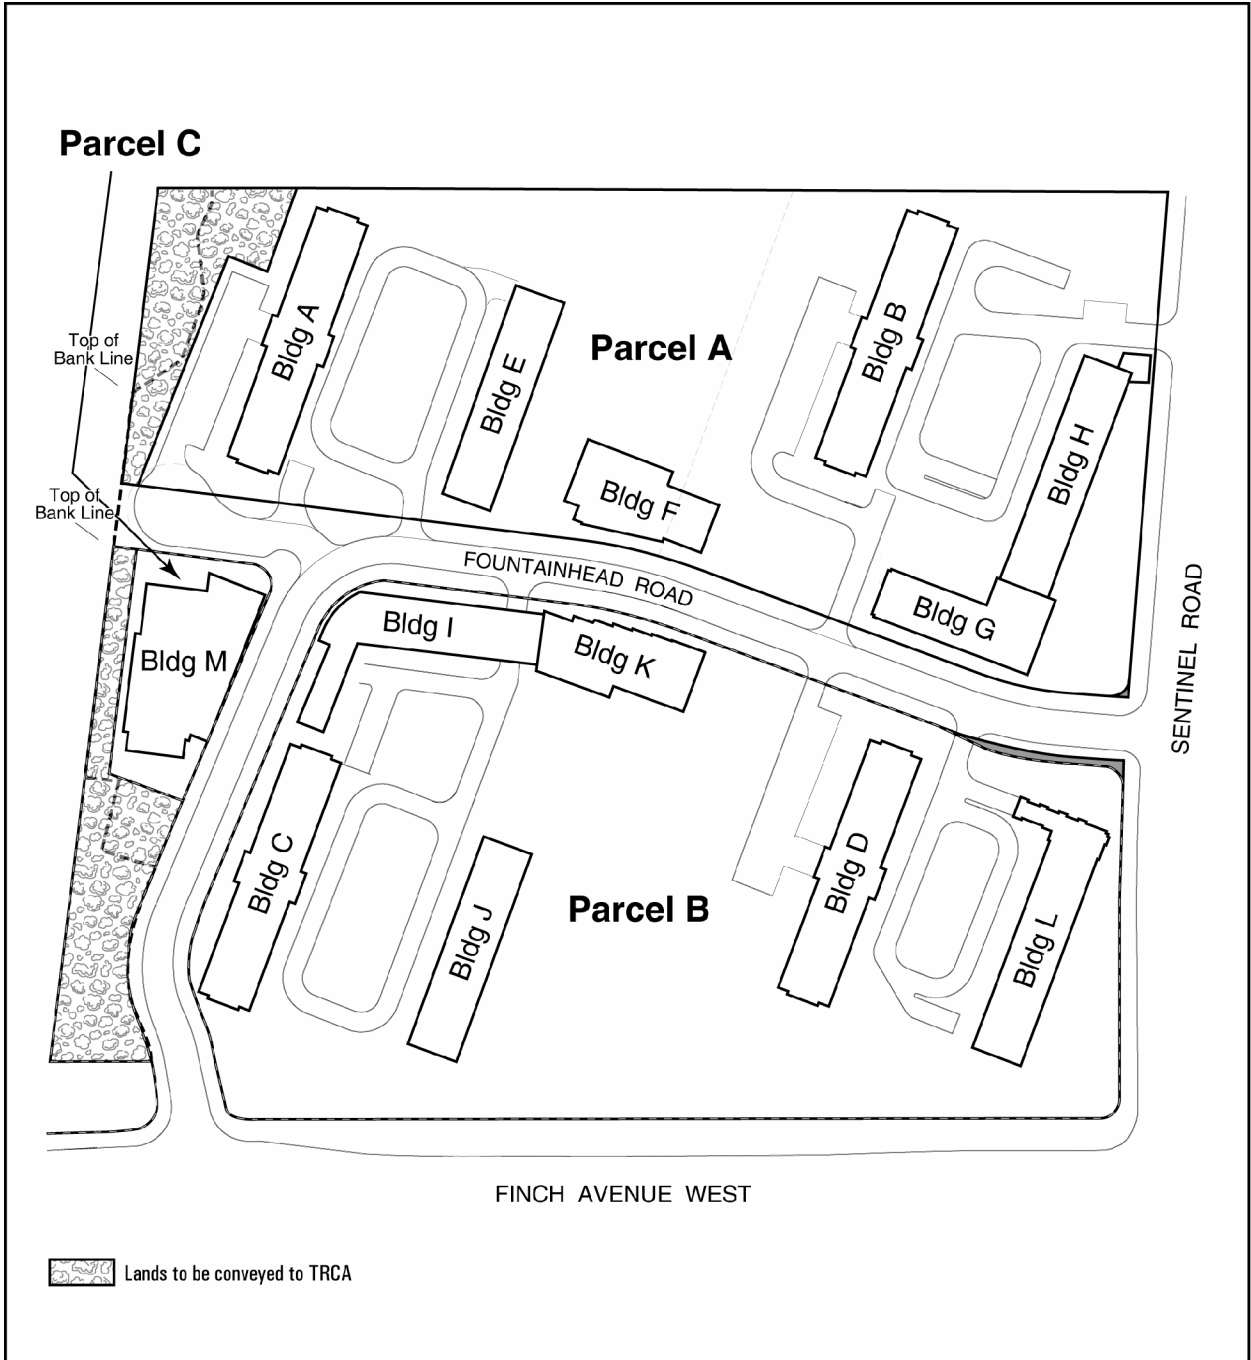 Parcel C
Bldg A
Bldg E
Parcel A
Bldg B
Top of
Bank Line
Bldg H
Top of
Bank Line
Bldg F
FOUNTAINHEAD ROAD
Bldg G
Bldg I
Bldg K
Bldg M
SENTINEL ROAD
Bldg C
Bldg J
Parcel B
Bldg D
Bldg L
FINCH AVENUE WEST
Lands to be conveyed to TRCA